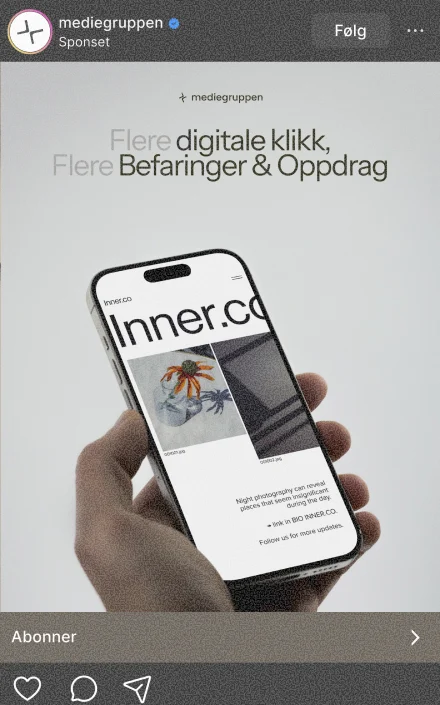 mediegruppen
Sponset
Følg
mediegruppen
Flere digitale klikk,
Flere Befaringer & Oppdrag
Inner.co
Inner.co
Night photography can reveal
places that seem insignificant
during the day.
link in BIO INNER.CO.
Follow us for more updates.
Abonner